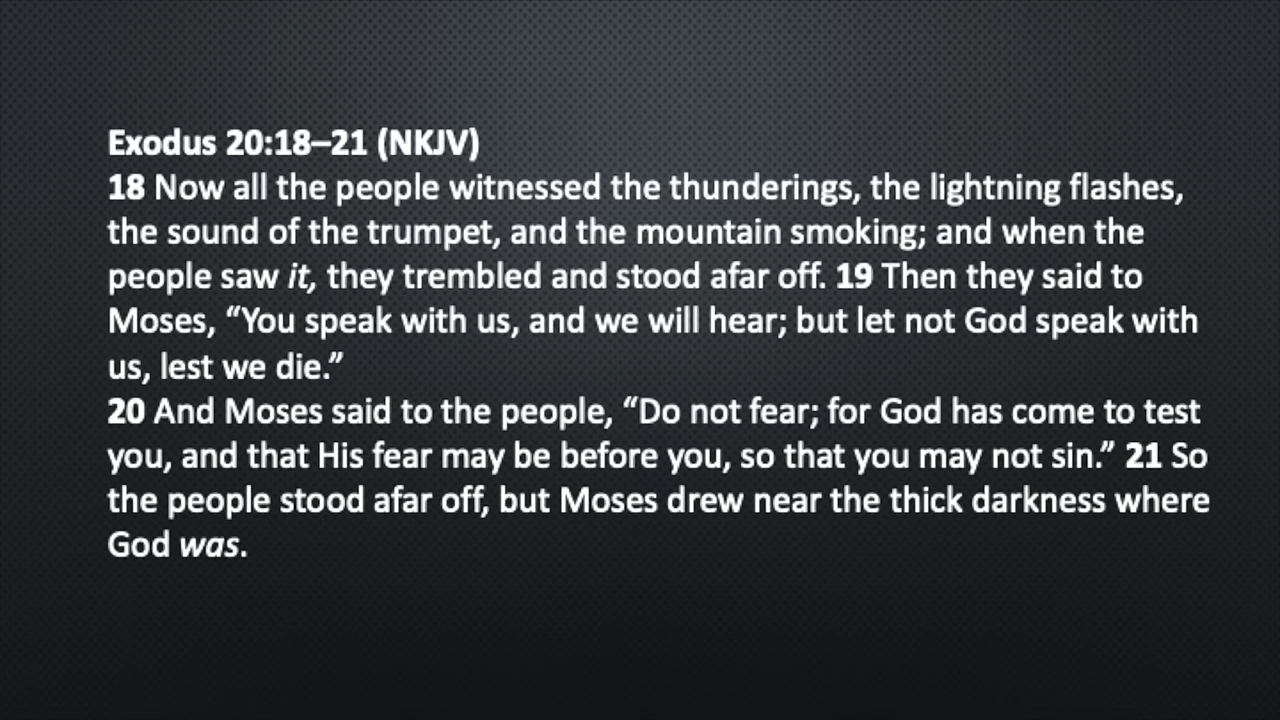 Exodus 20:18–21 (NKJV)
18 Now all the people witnessed the thunderings, the lightning flashes,
the sound of the trumpet, and the mountain smoking; and when the
people saw it, they trembled and stood afar off. 19 Then they said to
Moses, “You speak with us, and we will hear; but let not God speak with
us, lest we die.”
20 And Moses said to the people, “Do not fear; for God has come to test
you, and that His fear may be before you, so that you may not sin.” 21 So
the people stood afar off, but Moses drew near the thick darkness where
God was.